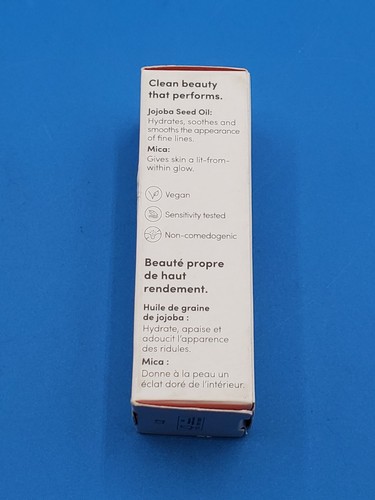 Clean beauty
that performs.
Jojoba Seed Oil:
Hydrates, soothes and
smooths the appearance
of fine lines.
Mica:
Gives skin a lit-from-
within glow.
Vegan
Sensitivity tested
Non-comedogenic
Beauté propre
de haut
rendement.
Huile de graine
de jojoba :
Hydrate, apaise et
adoucit l'apparence
des ridules.
Mica :
Donne à la peau un
éclat doré de l'intérieur.